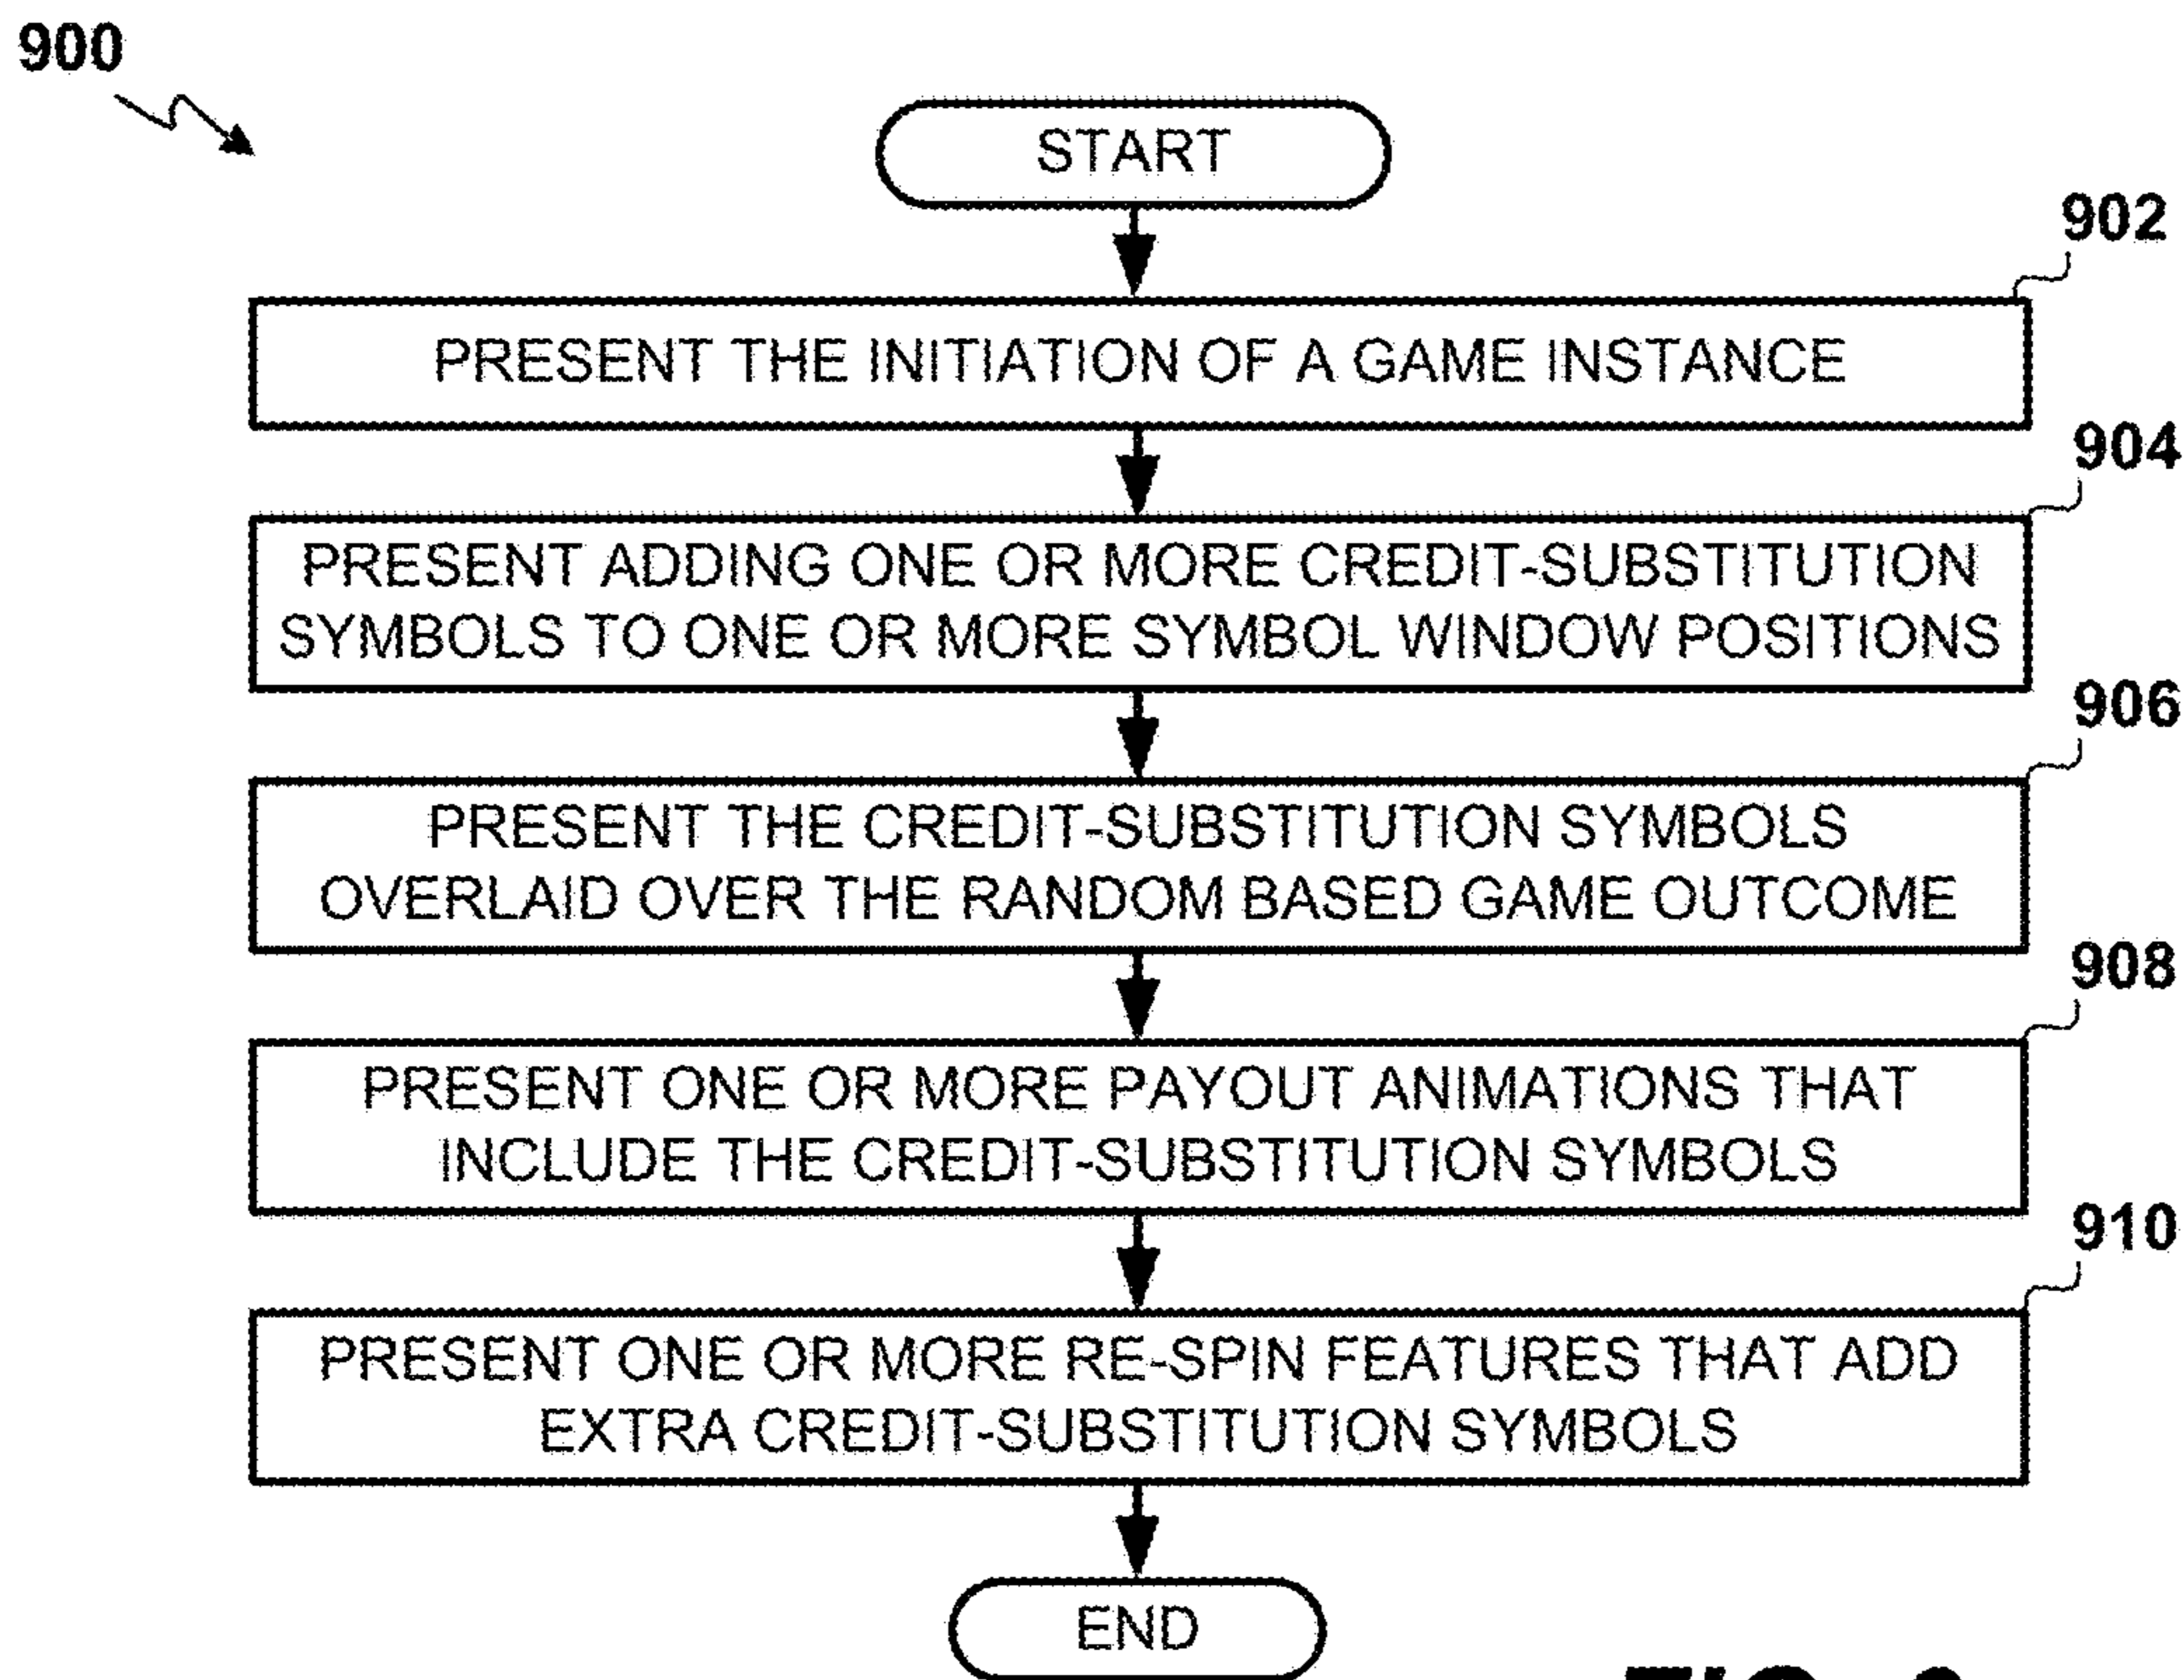 900
START
902
PRESENT THE INITIATION OF A GAME INSTANCE
904
PRESENT ADDING ONE OR MORE CREDIT-SUBSTITUTION
SYMBOLS TO ONE OR MORE SYMBOL WINDOW POSITIONS
906
PRESENT THE CREDIT-SUBSTITUTION SYMBOLS
OVERLAID OVER THE RANDOM BASED GAME OUTCOME
908
PRESENT ONE OR MORE PAYOUT ANIMATIONS THAT
INCLUDE THE CREDIT-SUBSTITUTION SYMBOLS
910
PRESENT ONE OR MORE RE-SPIN FEATURES THAT ADD
EXTRA CREDIT-SUBSTITUTION SYMBOLS
END